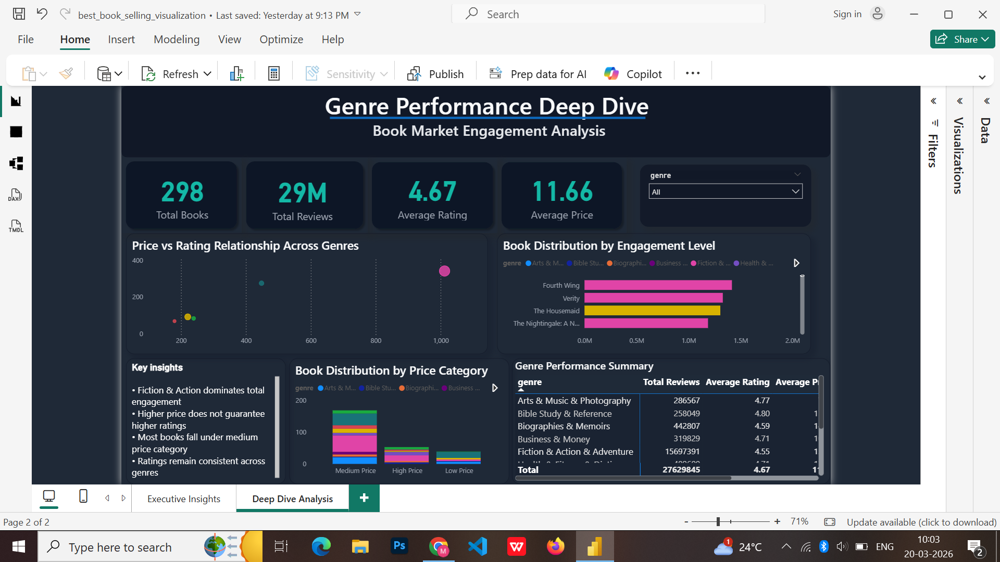 best_book_selling_visualization • Last saved: Yesterday at 9:13 PM
Search
Sign in
File
Home
Insert
Modeling
View
Optimize
Help
Share
Refresh
Sensitivity
Publish
Prep data for AI
Copilot
DAX
TMDL
Genre Performance Deep Dive
Book Market Engagement Analysis
298
Total Books
29M
Total Reviews
4.67
Average Rating
11.66
Average Price
genre
All
Filters
Visualizations
Data
Price vs Rating Relationship Across Genres
400
200
0
200 400 600 800 1,000
Book Distribution by Engagement Level
genre Arts & M... Bible Stu... Biographi... Business ... Fiction & ... Health & ...
Fourth Wing
Verity
The Housemaid
The Nightingale: A N...
0.0M 0.5M 1.0M 1.5M 2.0M
Key insights
• Fiction & Action dominates total
engagement
• Higher price does not guarantee
higher ratings
• Most books fall under medium
price category
• Ratings remain consistent across
genres
Book Distribution by Price Category
genre Arts & M... Bible Stu... Biographi... Business ...
200
100
0
Medium Price High Price Low Price
Genre Performance Summary
genre Total Reviews Average Rating Average P
Arts & Music & Photography 286567 4.77
Bible Study & Reference 258049 4.80 1
Biographies & Memoirs 442807 4.59 1
Business & Money 319829 4.71 1
Fiction & Action & Adventure 15697391 4.55 1
Total 27629845 4.67 1
Executive Insights
Deep Dive Analysis
+
Page 2 of 2
- + 71%
Update available (click to download)
Type here to search
Ps
M
W
1
24°C
ENG
10:03
20-03-2026
2